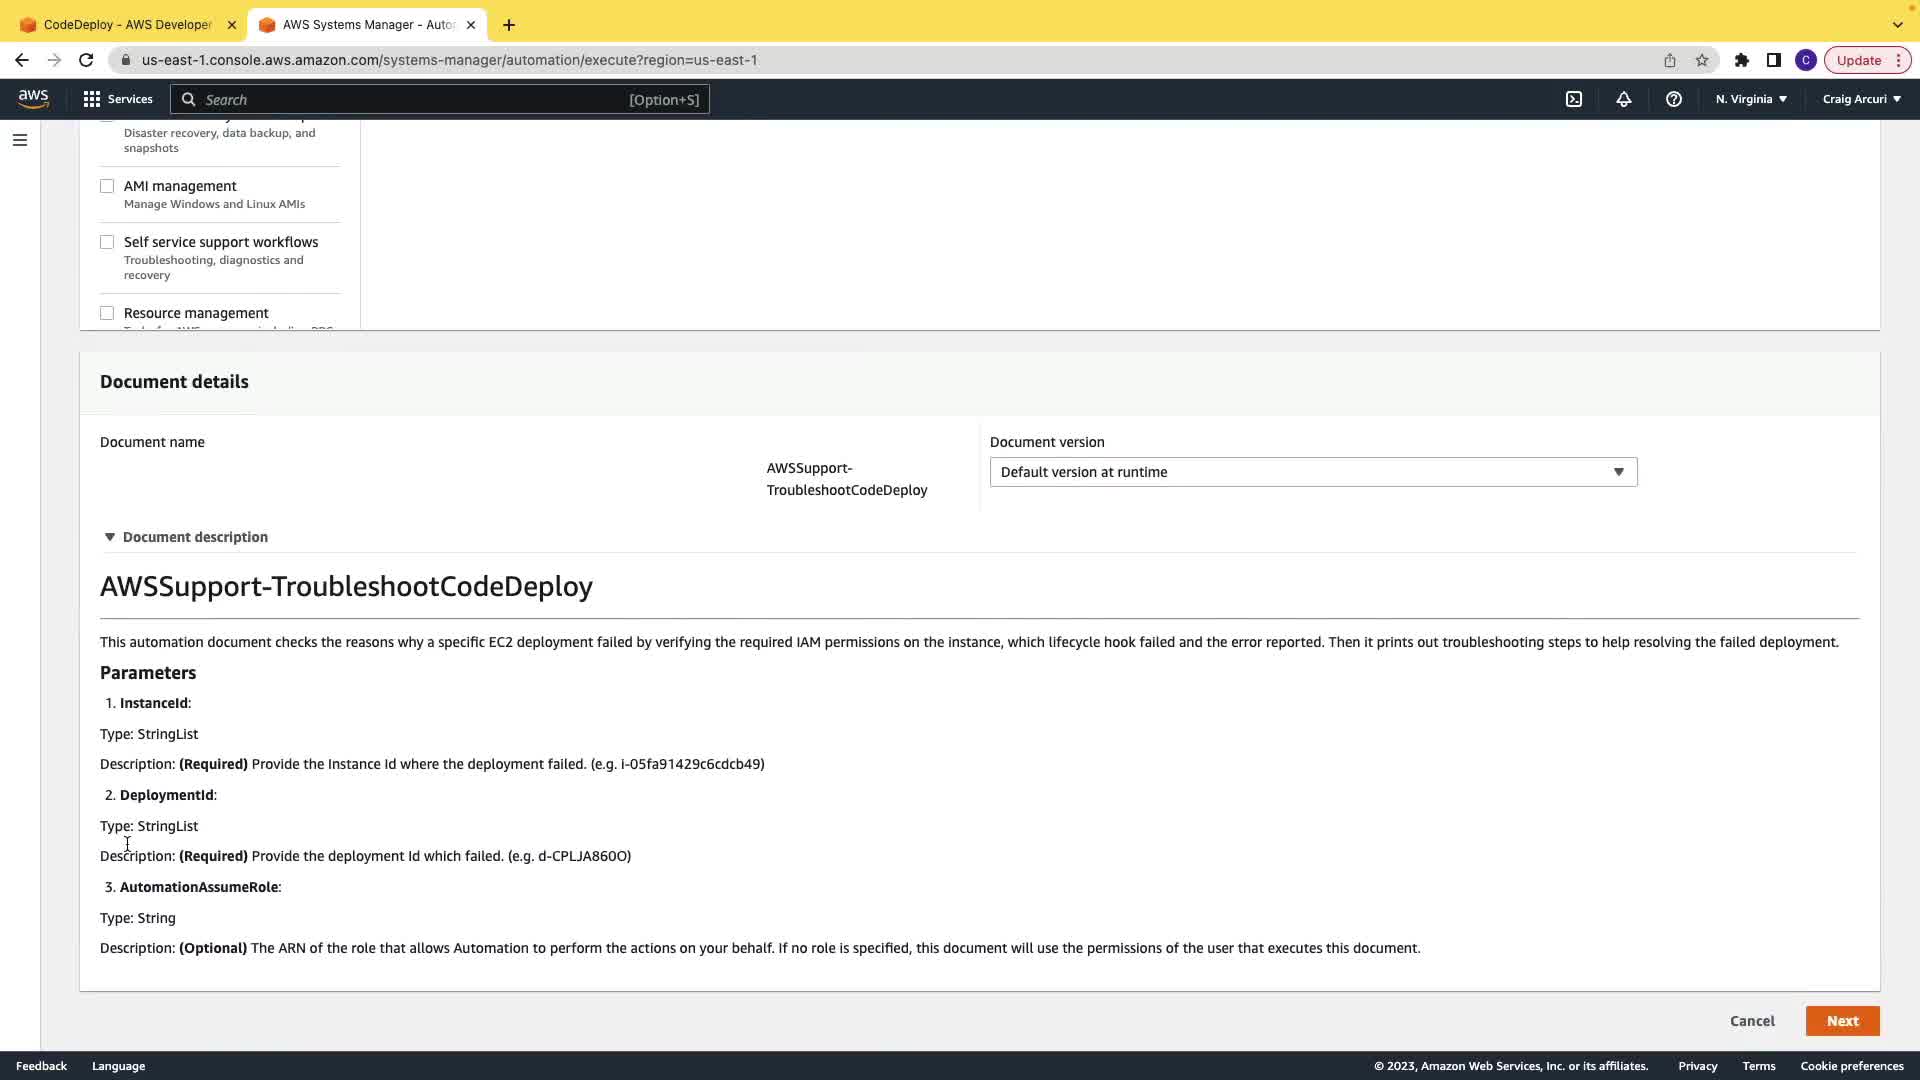 CodeDeploy - AWS Developer
AWS Systems Manager - Auto
us-east-1.console.aws.amazon.com/systems-manager/automation/execute?region=us-east-1
Update
aws
Services
Search
[Option+S]
N. Virginia
Craig Arcuri
C
Disaster recovery, data backup, and
snapshots
AMI management
Manage Windows and Linux AMIs
Self service support workflows
Troubleshooting, diagnostics and
recovery
Resource management
Document details
Document name
AWSSupport-
TroubleshootCodeDeploy
Document version
Default version at runtime
Document description
AWSSupport-TroubleshootCodeDeploy
This automation document checks the reasons why a specific EC2 deployment failed by verifying the required IAM permissions on the instance, which lifecycle hook failed and the error reported. Then it prints out troubleshooting steps to help resolving the failed deployment.
Parameters
1. InstanceId:
Type: StringList
Description: (Required) Provide the Instance Id where the deployment failed. (e.g. i-05fa91429c6cdcb49)
2. DeploymentId:
Type: StringList
Description: (Required) Provide the deployment Id which failed. (e.g. d-CPLJA860O)
3. AutomationAssumeRole:
Type: String
Description: (Optional) The ARN of the role that allows Automation to perform the actions on your behalf. If no role is specified, this document will use the permissions of the user that executes this document.
Cancel
Next
Feedback
Language
© 2023, Amazon Web Services, Inc. or its affiliates.
Privacy
Terms
Cookie preferences